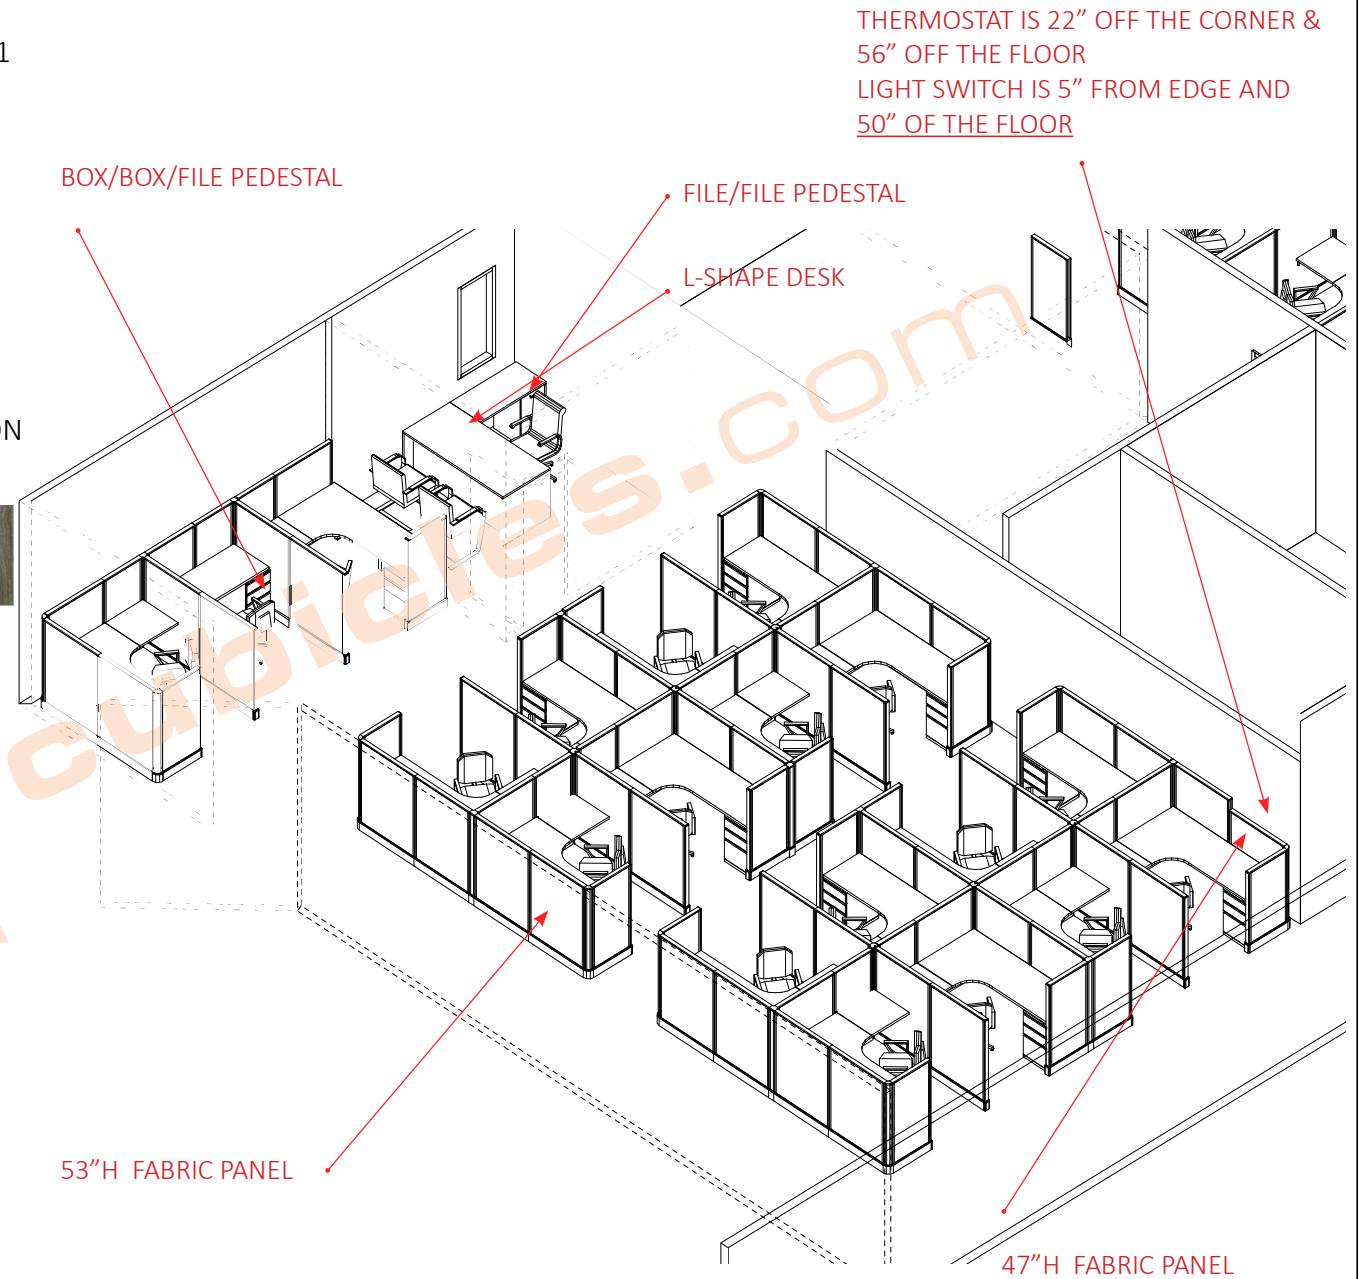 THERMOSTAT IS 22” OFF THE CORNER &
56” OFF THE FLOOR
LIGHT SWITCH IS 5” FROM EDGE AND
50” OF THE FLOOR
1
BOX/BOX/FILE PEDESTAL
FILE/FILE PEDESTAL
L-SHAPE DESK
ON
cubicles.com
53”H FABRIC PANEL
47”H FABRIC PANEL